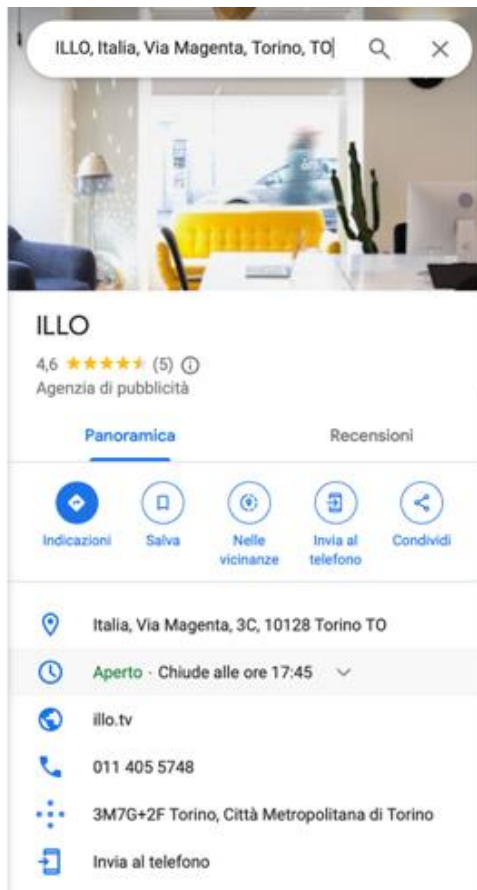 ILLO, Italia, Via Magenta, Torino, TO
ILLO
4,6 (5)
Agenzia di pubblicità
Panoramica Recensioni
Indicazioni Salva Nelle vicinanze Invia al telefono Condividi
Italia, Via Magenta, 3C, 10128 Torino TO
Aperto · Chiude alle ore 17:45
illo.tv
011 405 5748
3M7G+2F Torino, Città Metropolitana di Torino
Invia al telefono